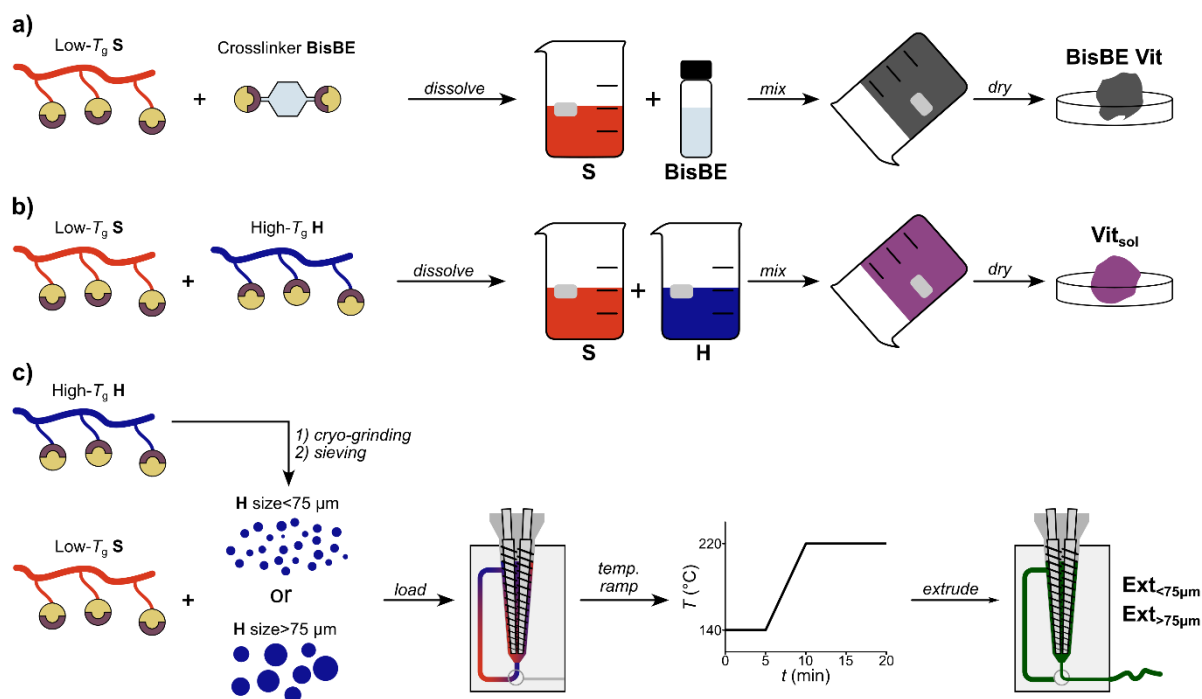 a)
Low-Tg S
+
Crosslinker BisBE
dissolve
+
S
BisBE
mix
dry
BisBE Vit
b)
Low-Tg S
+
High-Tg H
dissolve
+
S
H
mix
dry
Vitsol
c)
High-Tg H
1) cryo-grinding
2) sieving
Low-Tg S
+
H size<75 µm
or
H size>75 µm
load
temp.
ramp
T (°C)
220
140
0 5 10 15 20
t (min)
extrude
Ext<75µm
Ext>75µm